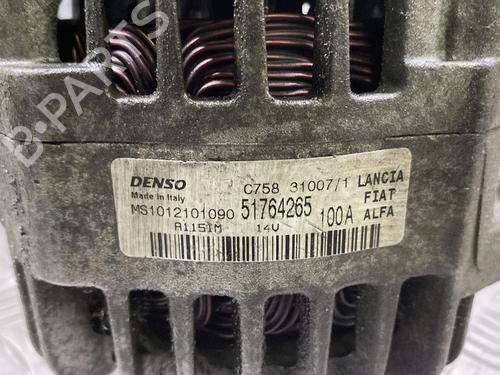 B-PARTS
DENSO C758 31007/1 LANCIA
Made in Italy FIAT
MS1012101090 51764265 100A ALFA
A115IM 14V